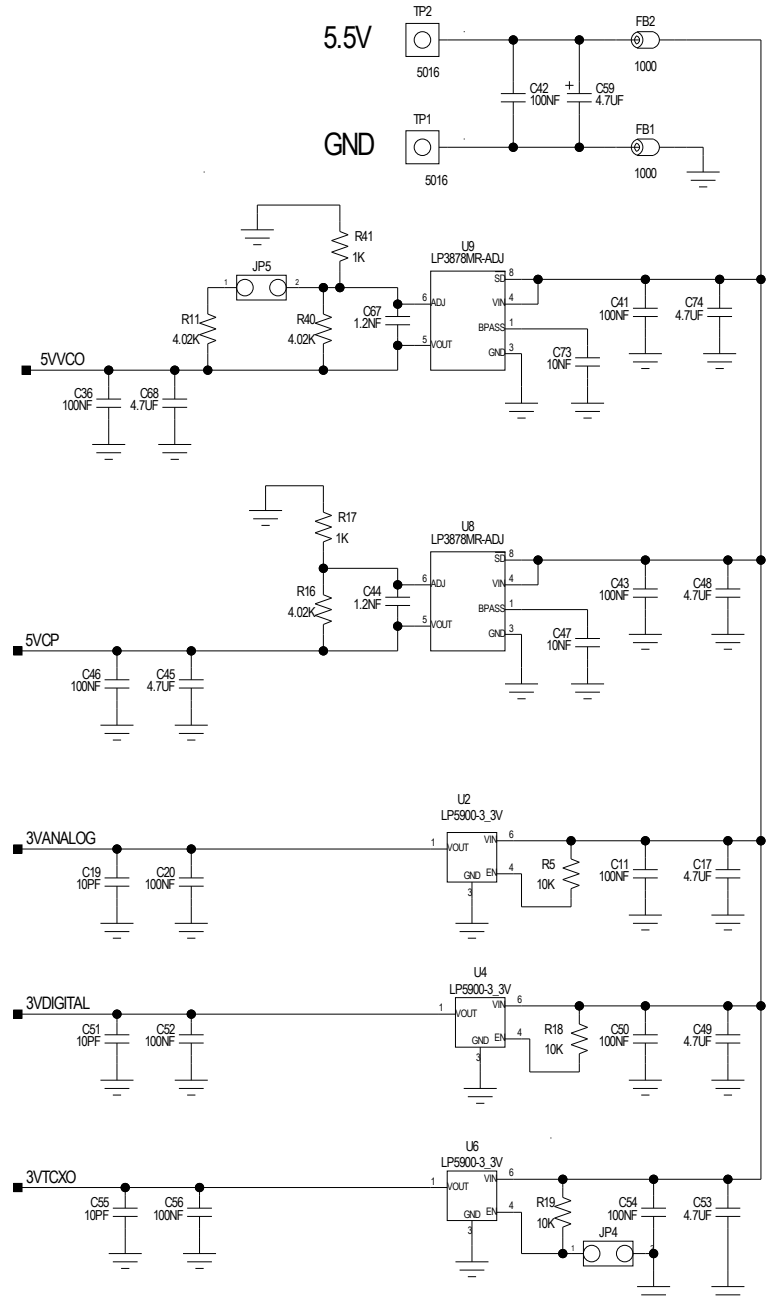 TP2
FB2
5.5V
5016
1000
C42
100NF
+
C59
4.7UF
TP1
FB1
GND
5016
1000
R41
1K
U9
LP3878MR-ADJ
JP5
1
2
R11
4.02K
R40
4.02K
C67
1.2NF
6
ADJ
5
VOUT
SD
8
VIN
4
BPASS
1
GND
3
C73
10NF
C41
100NF
C74
4.7UF
5VVCO
C36
100NF
C68
4.7UF
R17
1K
U8
LP3878MR-ADJ
R16
4.02K
C44
1.2NF
6
ADJ
5
VOUT
SD
8
VIN
4
BPASS
1
GND
3
C47
10NF
C43
100NF
C48
4.7UF
5VCP
C46
100NF
C45
4.7UF
U2
LP5900-3_3V
3VANALOG
1
VOUT
VIN
6
GND
3
EN
4
R5
10K
C11
100NF
C17
4.7UF
C19
10PF
C20
100NF
U4
LP5900-3_3V
3VDIGITAL
1
VOUT
VIN
6
GND
3
EN
4
R18
10K
C50
100NF
C49
4.7UF
C51
10PF
C52
100NF
U6
LP5900-3_3V
3VTCXO
1
VOUT
VIN
6
GND
3
EN
4
R19
10K
C54
100NF
C53
4.7UF
JP4
1
C55
10PF
C56
100NF